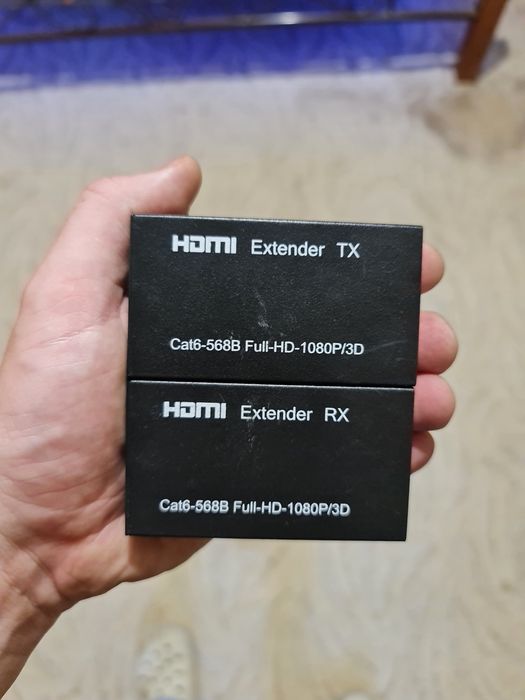 HDMI Extender TX
Cat6-568B Full-HD-1080P/3D
HDMI Extender RX
Cat6-568B Full-HD-1080P/3D